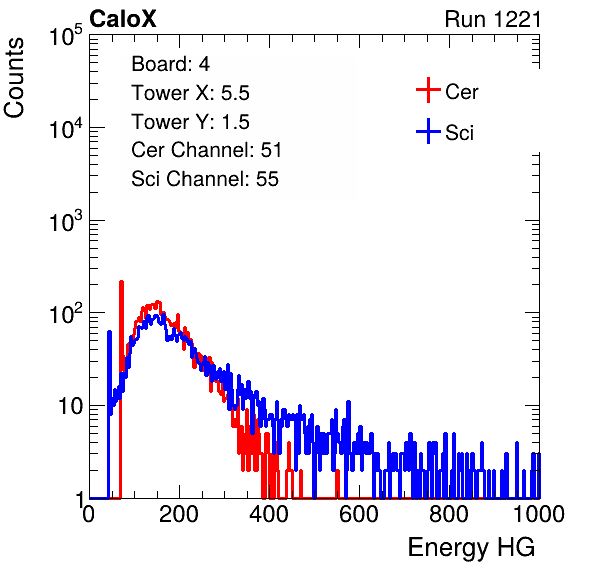 CaloX Run 1221
Counts
Board: 4
Tower X: 5.5
Tower Y: 1.5
Cer Channel: 51
Sci Channel: 55
Cer
Sci
10^5
10^4
10^3
10^2
10
1
0 200 400 600 800 1000
Energy HG